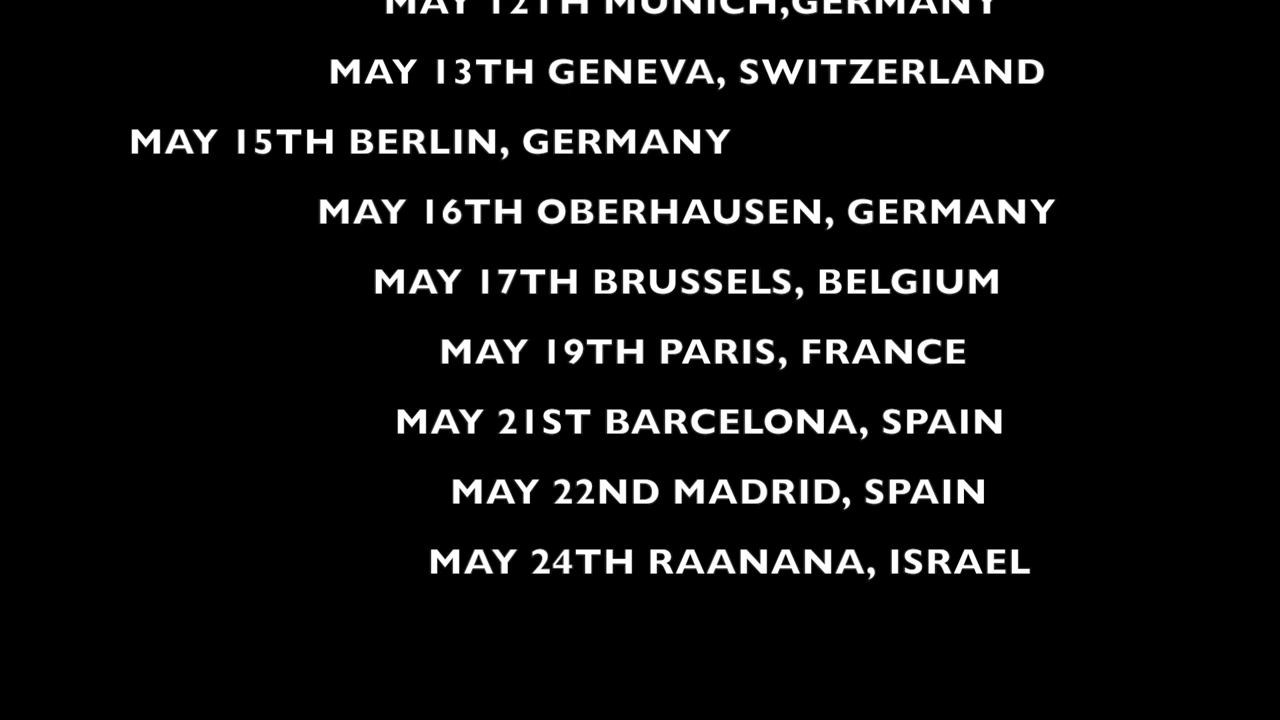 MAY 12TH MUNICH,GERMANY
MAY 13TH GENEVA, SWITZERLAND
MAY 15TH BERLIN, GERMANY
MAY 16TH OBERHAUSEN, GERMANY
MAY 17TH BRUSSELS, BELGIUM
MAY 19TH PARIS, FRANCE
MAY 21ST BARCELONA, SPAIN
MAY 22ND MADRID, SPAIN
MAY 24TH RAANANA, ISRAEL